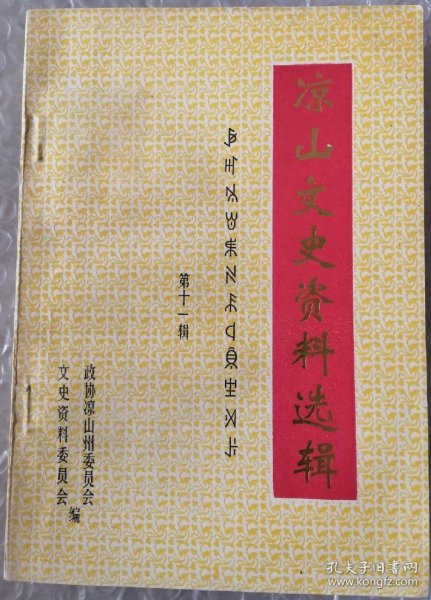 凉山文史资料选辑
第十一辑
政协凉山州委员会
文史资料委员会
编
孔夫子旧书网
www.kongfz.com